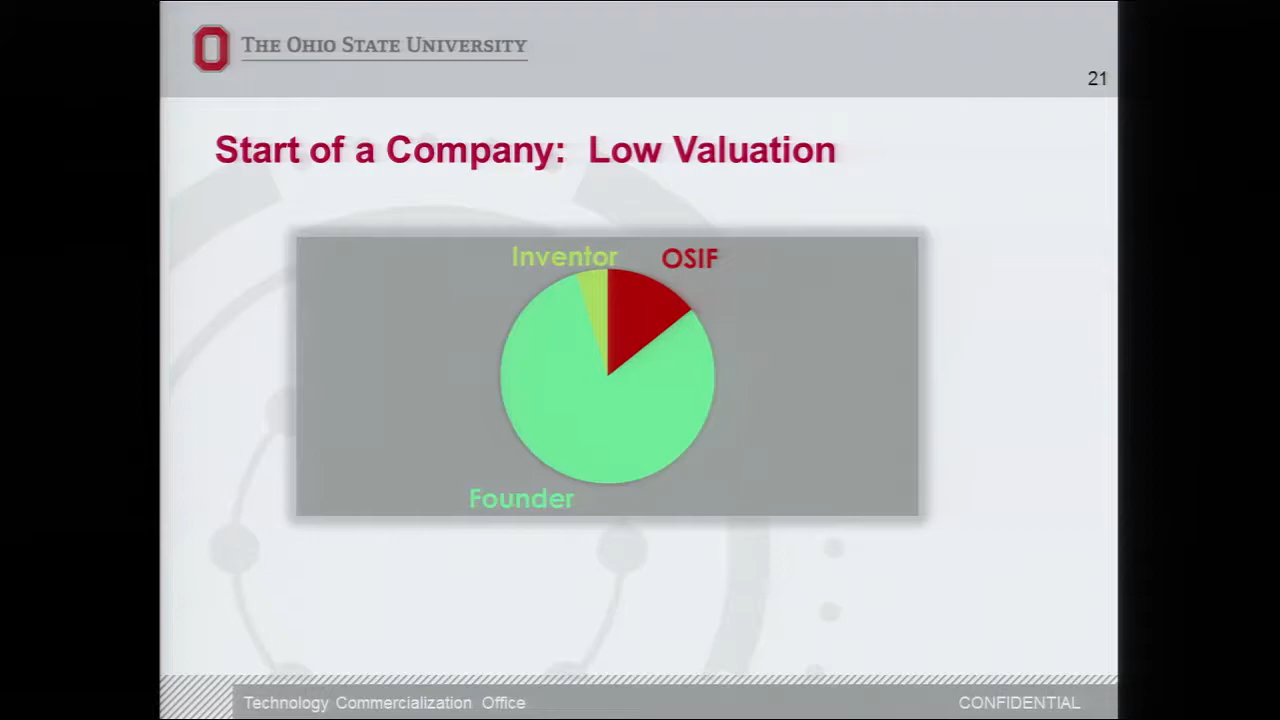 THE OHIO STATE UNIVERSITY
21
Start of a Company: Low Valuation
Inventor
OSIF
Founder
Technology Commercialization Office
CONFIDENTIAL